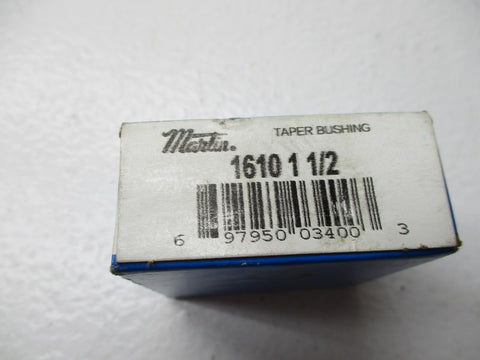 Martin. TAPER BUSHING
1610 1 1/2
6 97950 03400 3